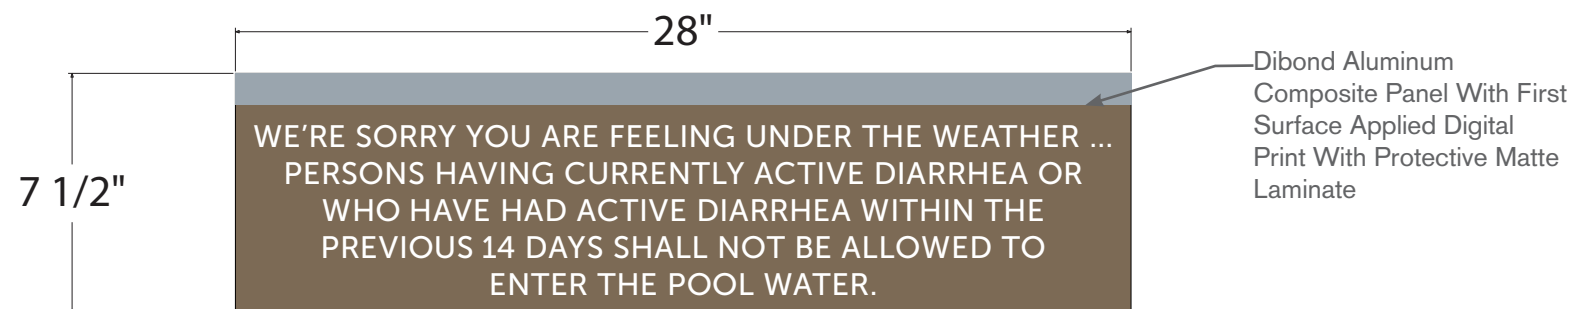 28"
Dibond Aluminum
Composite Panel With First
Surface Applied Digital
Print With Protective Matte
Laminate
7 1/2"
WE’RE SORRY YOU ARE FEELING UNDER THE WEATHER ...
PERSONS HAVING CURRENTLY ACTIVE DIARRHEA OR
WHO HAVE HAD ACTIVE DIARRHEA WITHIN THE
PREVIOUS 14 DAYS SHALL NOT BE ALLOWED TO
ENTER THE POOL WATER.